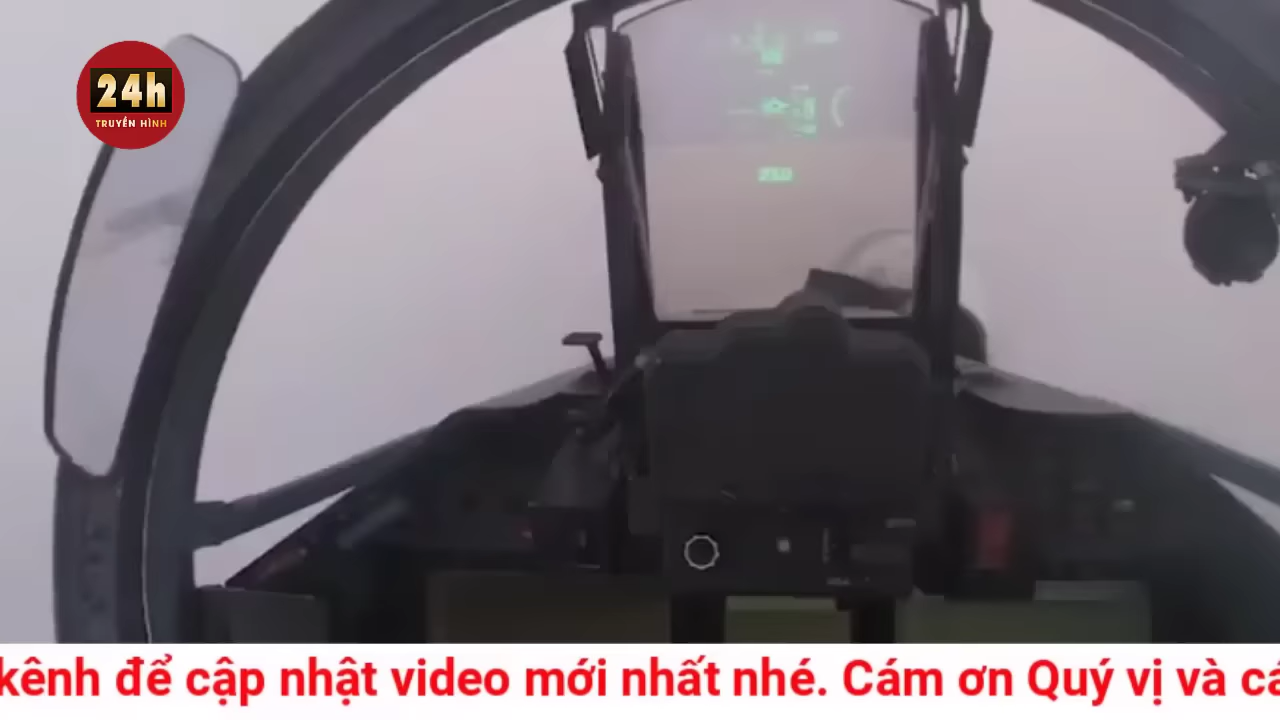 24h
TRUYỀN HÌNH
kênh để cập nhật video mới nhất nhé. Cám ơn Quý vị và cá